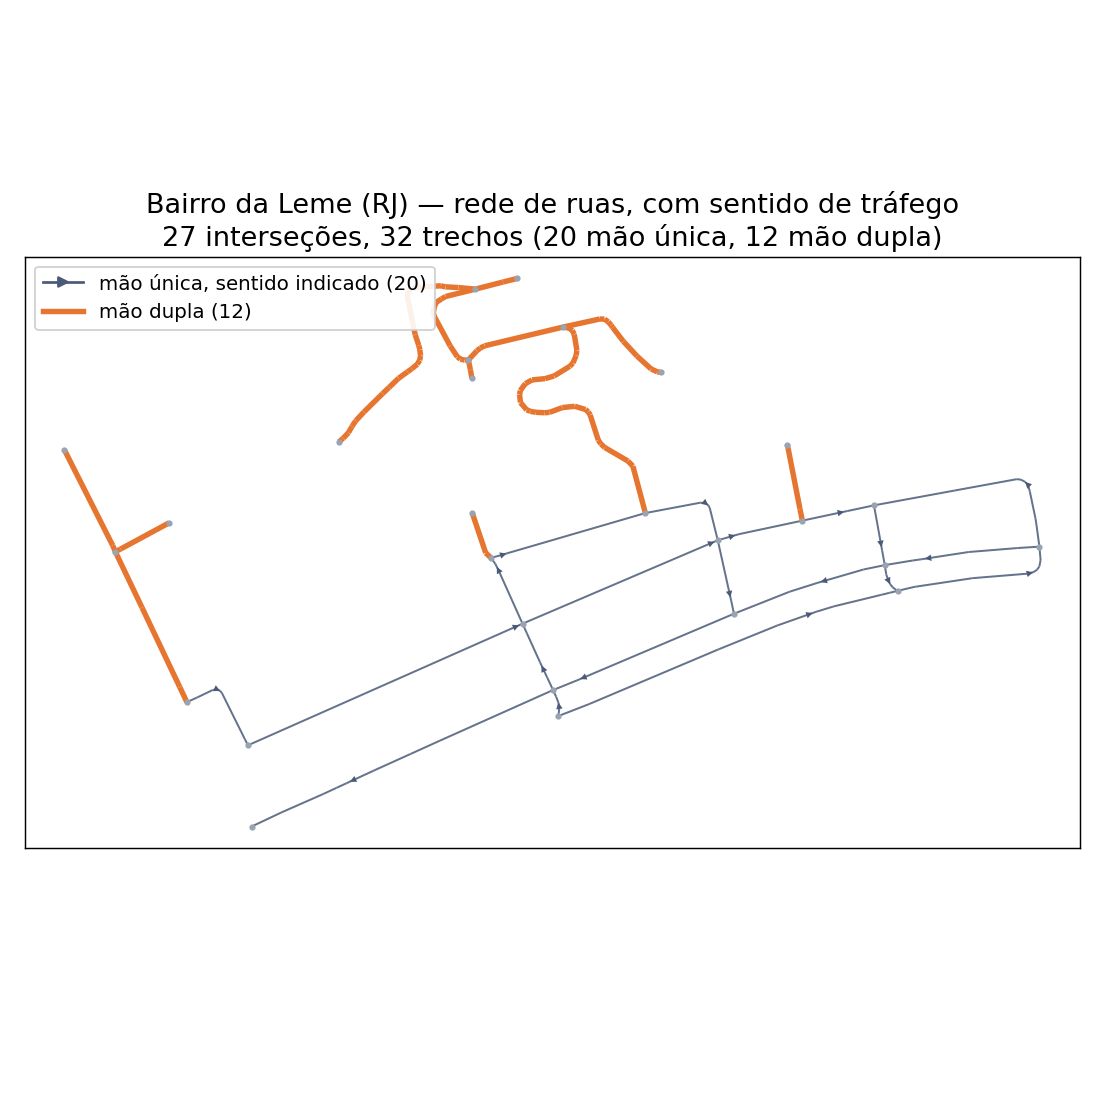 Bairro da Leme (RJ) — rede de ruas, com sentido de tráfego
27 interseções, 32 trechos (20 mão única, 12 mão dupla)
mão única, sentido indicado (20)
mão dupla (12)